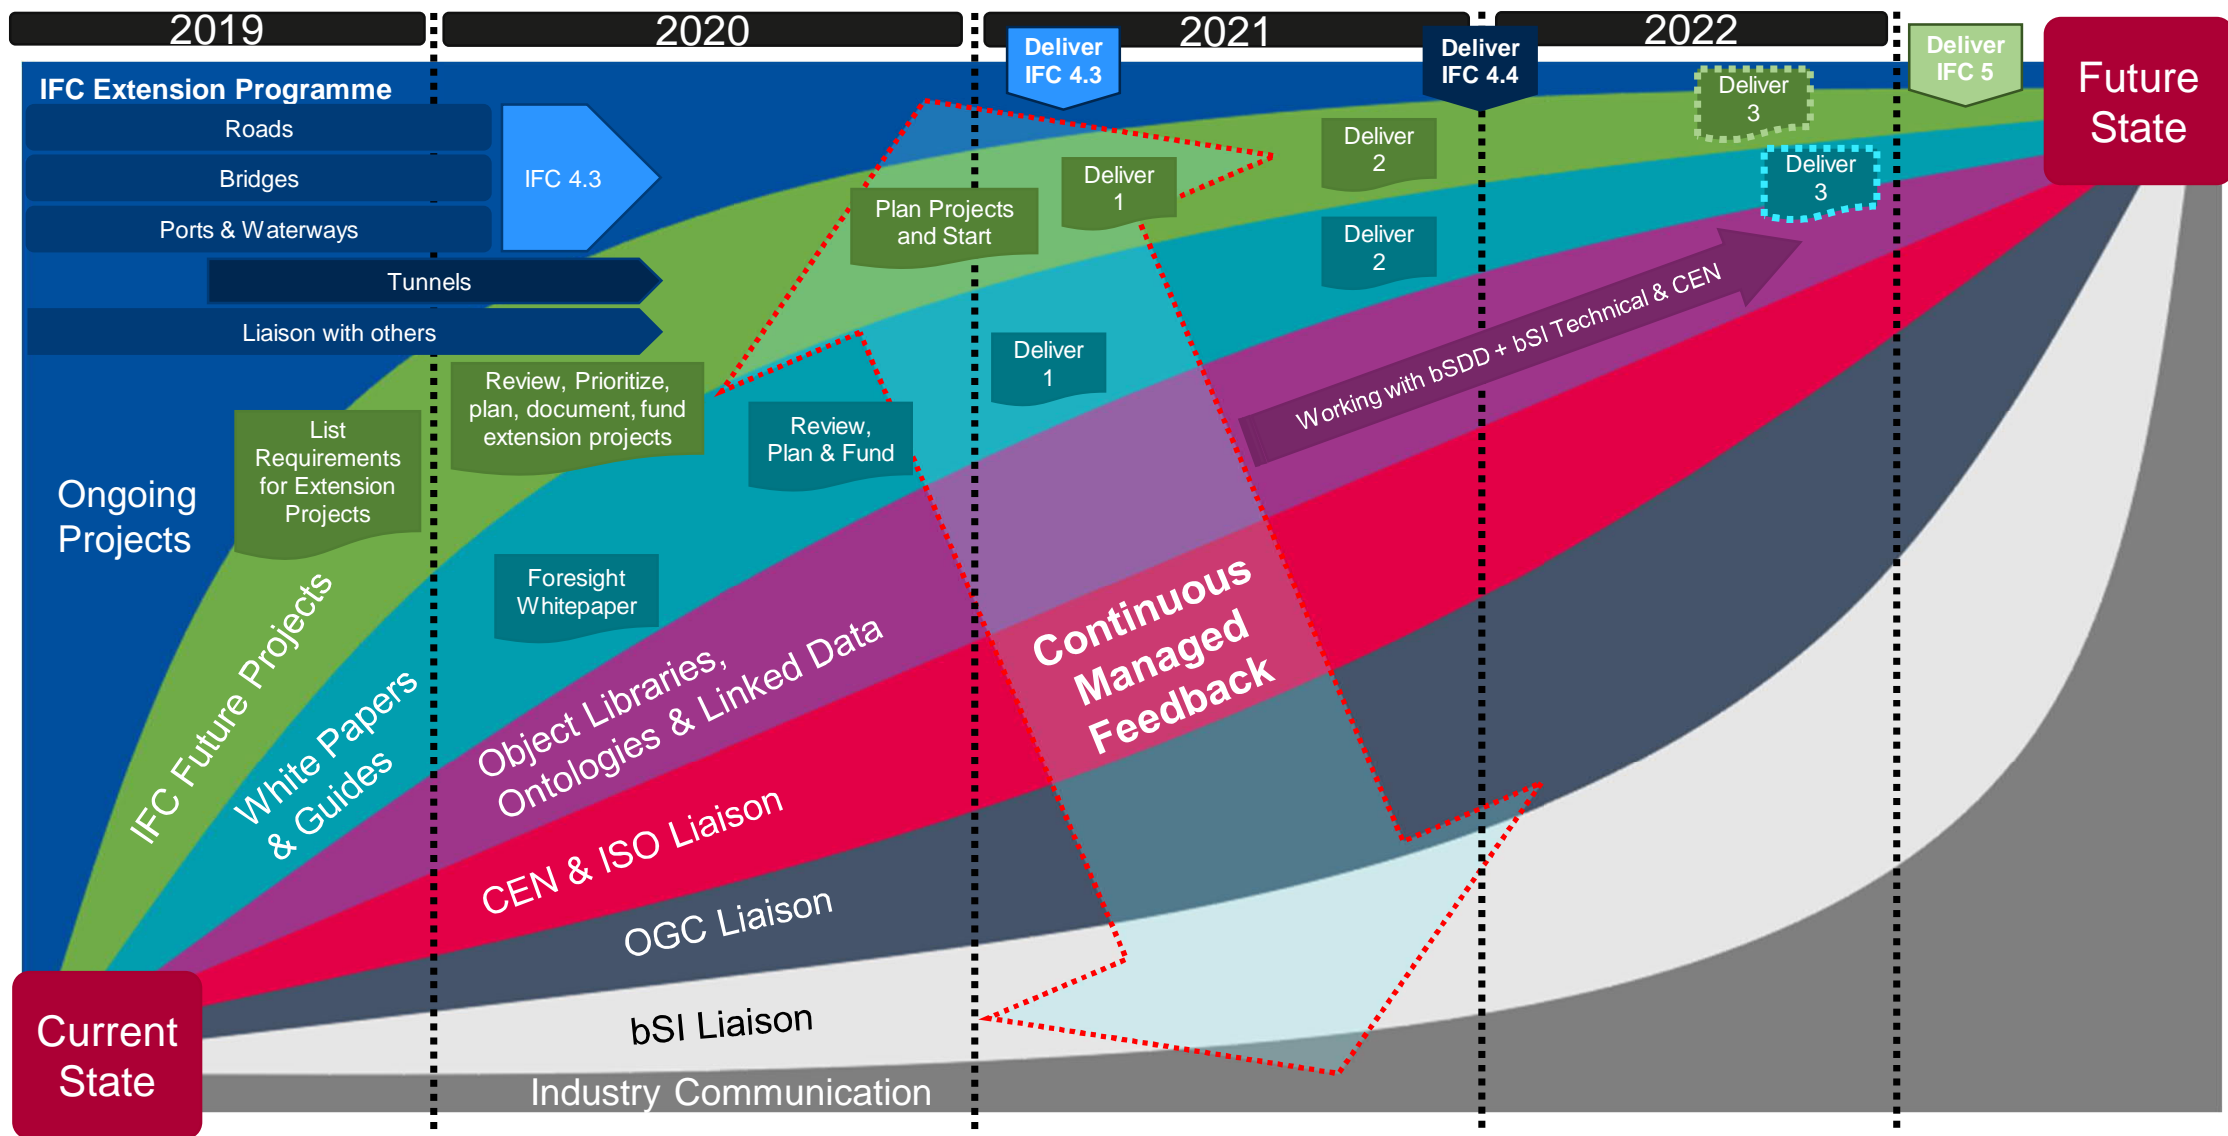 2019
2020
2021
2022
Deliver
IFC 4.3
Deliver
IFC 4.4
Deliver
IFC 5
Future
State
IFC Extension Programme
Roads
Bridges
Ports & Waterways
IFC 4.3
Tunnels
Liaison with others
Plan Projects
and Start
Deliver
1
Deliver
2
Deliver
3
Deliver
3
Deliver
2
Deliver
1
Working with bSDD + bSI Technical & CEN
Review, Prioritize,
plan, document, fund
extension projects
List
Requirements
for Extension
Projects
Review,
Plan & Fund
Ongoing
Projects
Foresight
Whitepaper
Continuous
Managed
Feedback
IFC Future Projects
White Papers
& Guides
Object Libraries,
Ontologies & Linked Data
CEN & ISO Liaison
OGC Liaison
bSI Liaison
Industry Communication
Current
State